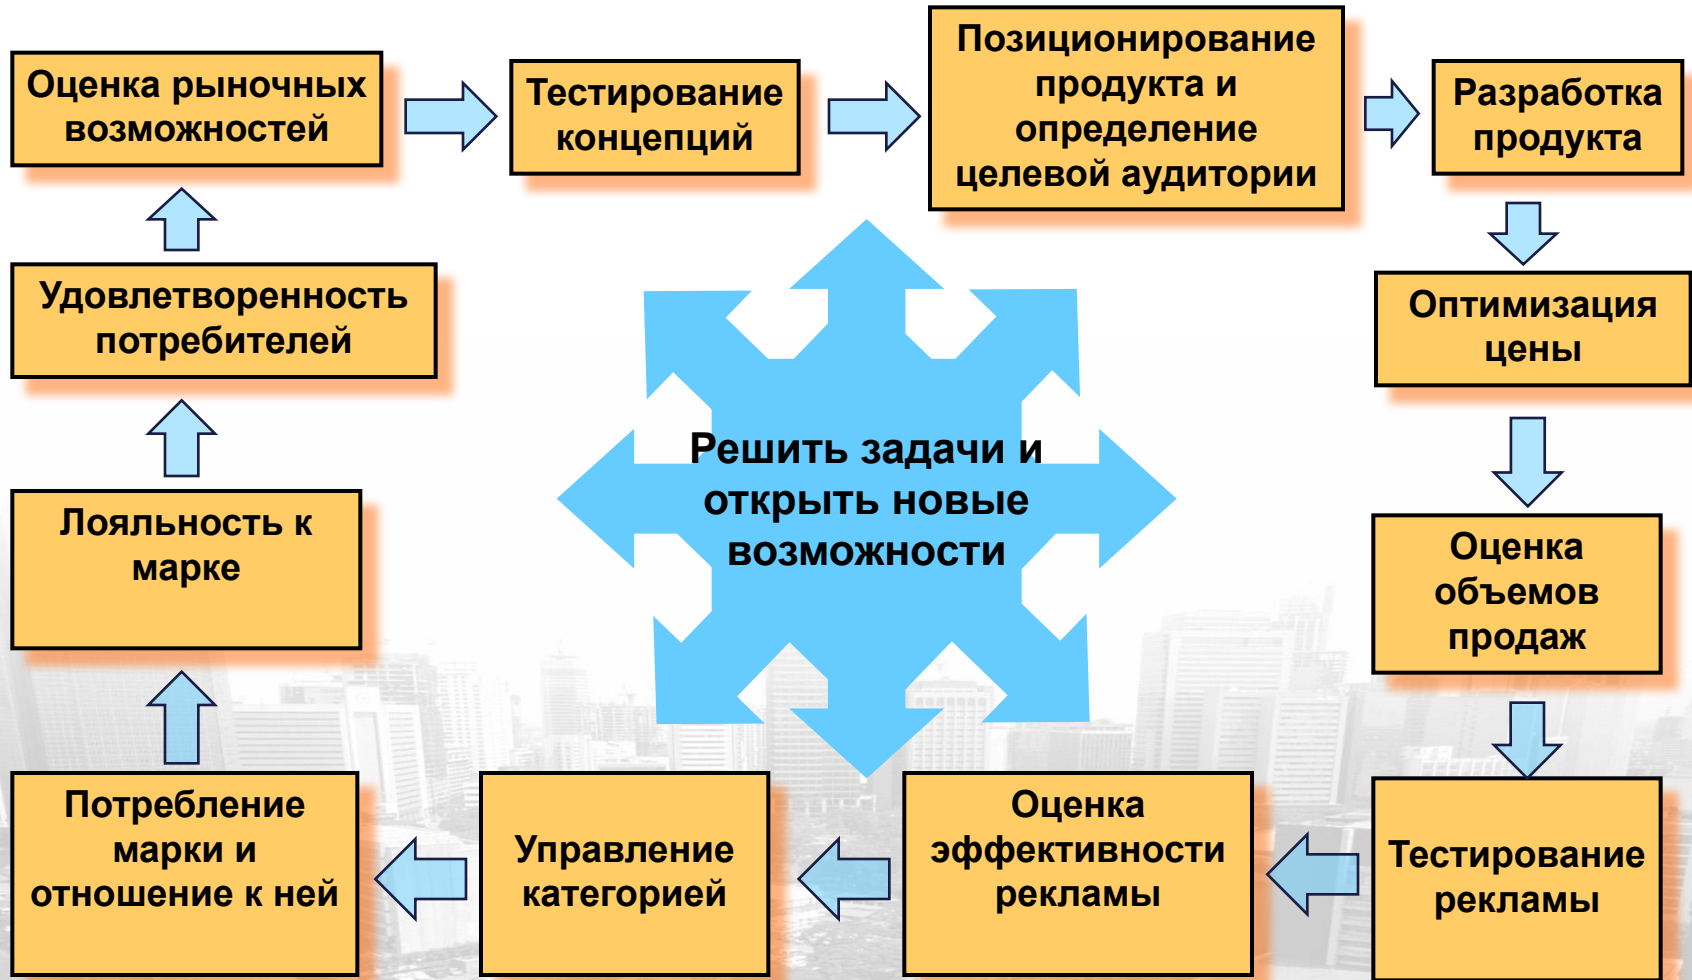 Оценка рыночных
возможностей
Тестирование
концепций
Позиционирование
продукта и
определение
целевой аудитории
Разработка
продукта
Оптимизация
цены
Оценка
объемов
продаж
Тестирование
рекламы
Оценка
эффективности
рекламы
Управление
категорией
Потребление
марки и
отношение к ней
Лояльность к
марке
Удовлетворенность
потребителей
Решить задачи и
открыть новые
возможности